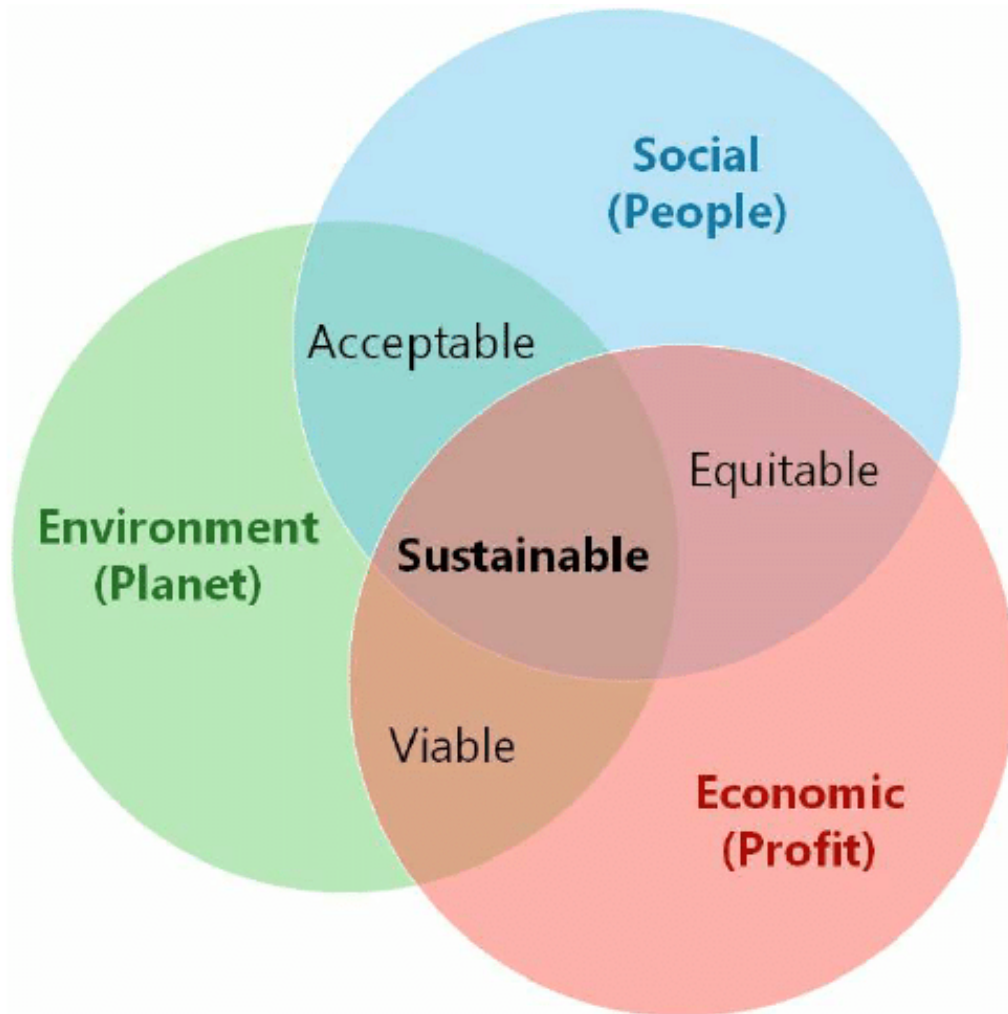 Social
(People)
Acceptable
Equitable
Environment
(Planet)
Sustainable
Viable
Economic
(Profit)